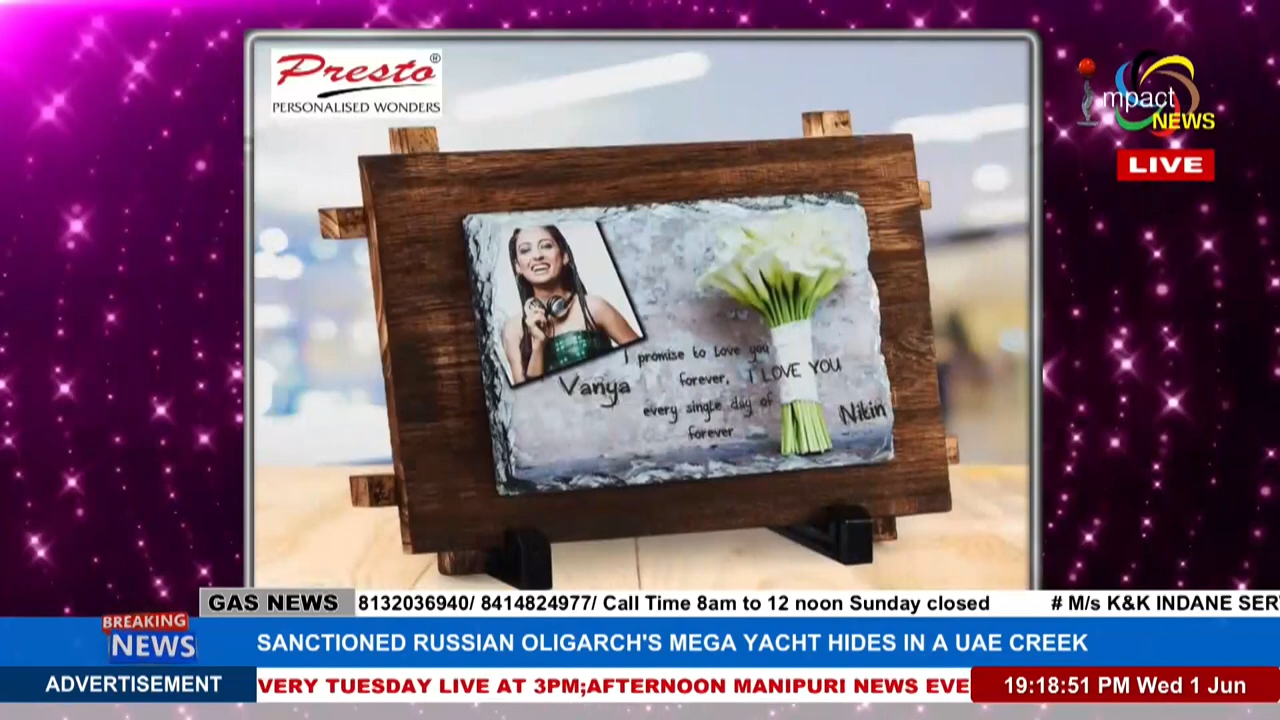 Presto®
PERSONALISED WONDERS
mpact
NEWS
LIVE
I promise to love you
forever, I LOVE YOU
Vanya
every single day of
forever
Nikin
GAS NEWS
8132036940/ 8414824977/ Call Time 8am to 12 noon Sunday closed # M/s K&K INDANE SER
BREAKING
NEWS
SANCTIONED RUSSIAN OLIGARCH'S MEGA YACHT HIDES IN A UAE CREEK
ADVERTISEMENT
VERY TUESDAY LIVE AT 3PM;AFTERNOON MANIPURI NEWS EVE
19:18:51 PM Wed 1 Jun